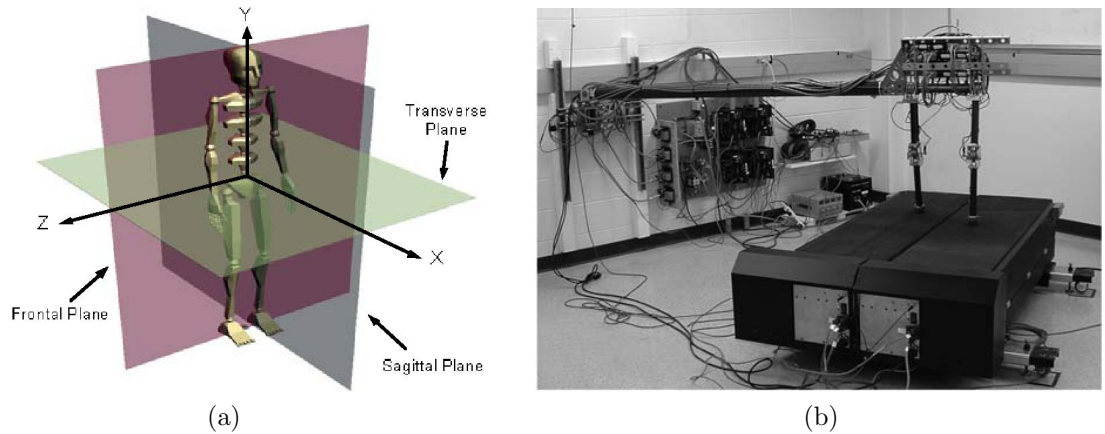 Y
Transverse
Plane
Z
X
Frontal Plane
Sagittal Plane
(a)
(b)